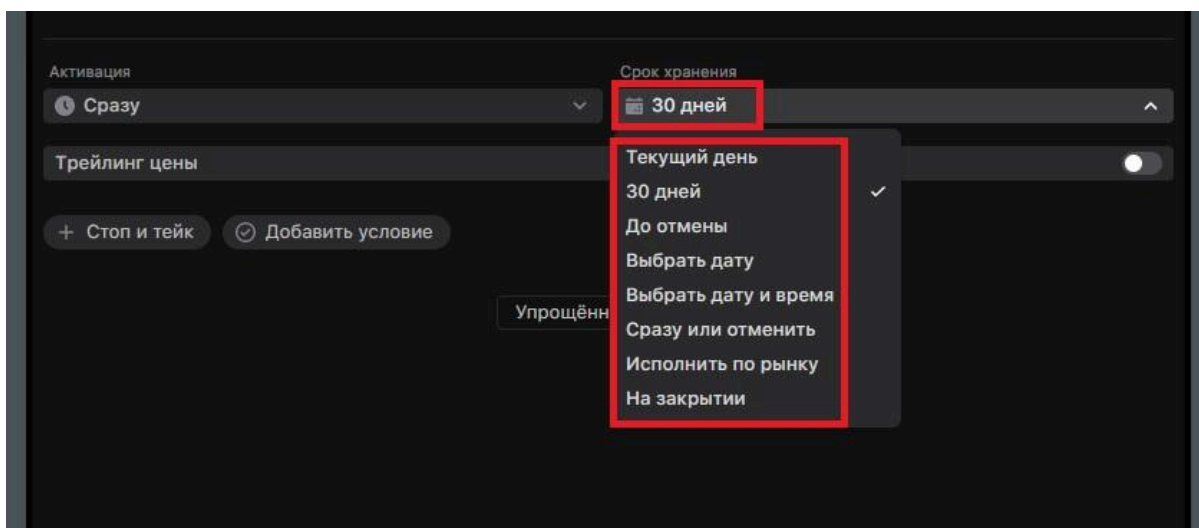 Активация
Срок хранения
Сразу
30 дней
Трейлинг цены
Текущий день
30 дней
До отмены
Выбрать дату
Выбрать дату и время
Сразу или отменить
Исполнить по рынку
На закрытии
+ Стоп и тейк
Добавить условие